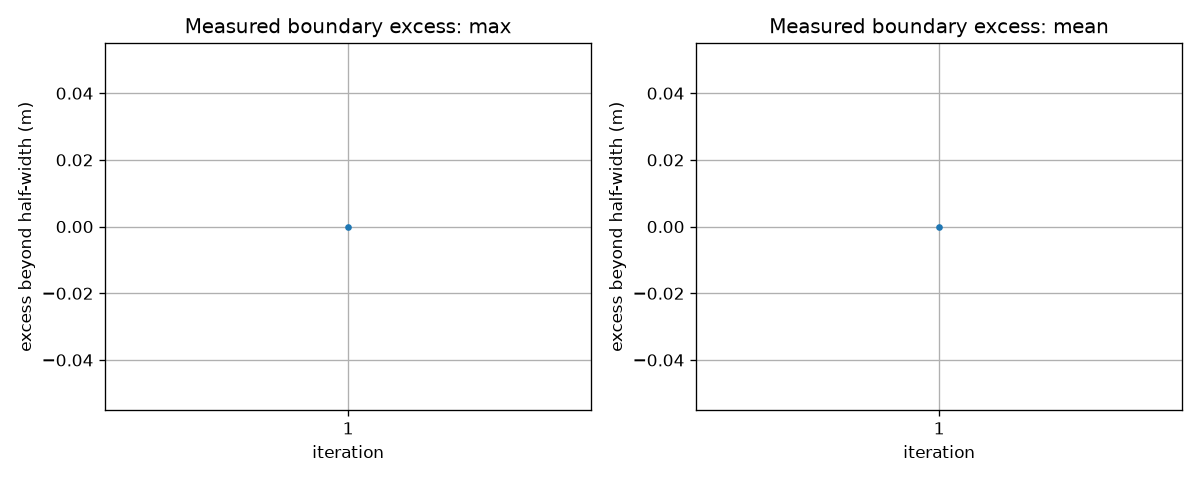 Measured boundary excess: max
excess beyond half-width (m)
0.04
0.02
0.00
−0.02
−0.04
1
iteration
Measured boundary excess: mean
excess beyond half-width (m)
0.04
0.02
0.00
−0.02
−0.04
1
iteration